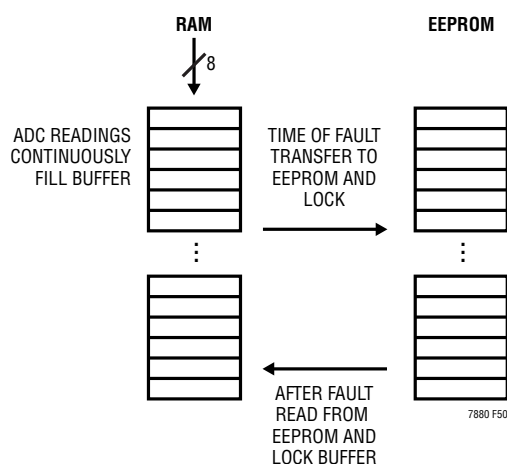 RAM
EEPROM
8
ADC READINGS
CONTINUOUSLY
FILL BUFFER
TIME OF FAULT
TRANSFER TO
EEPROM AND
LOCK
...
...
AFTER FAULT
READ FROM
EEPROM AND
LOCK BUFFER
7880 F50